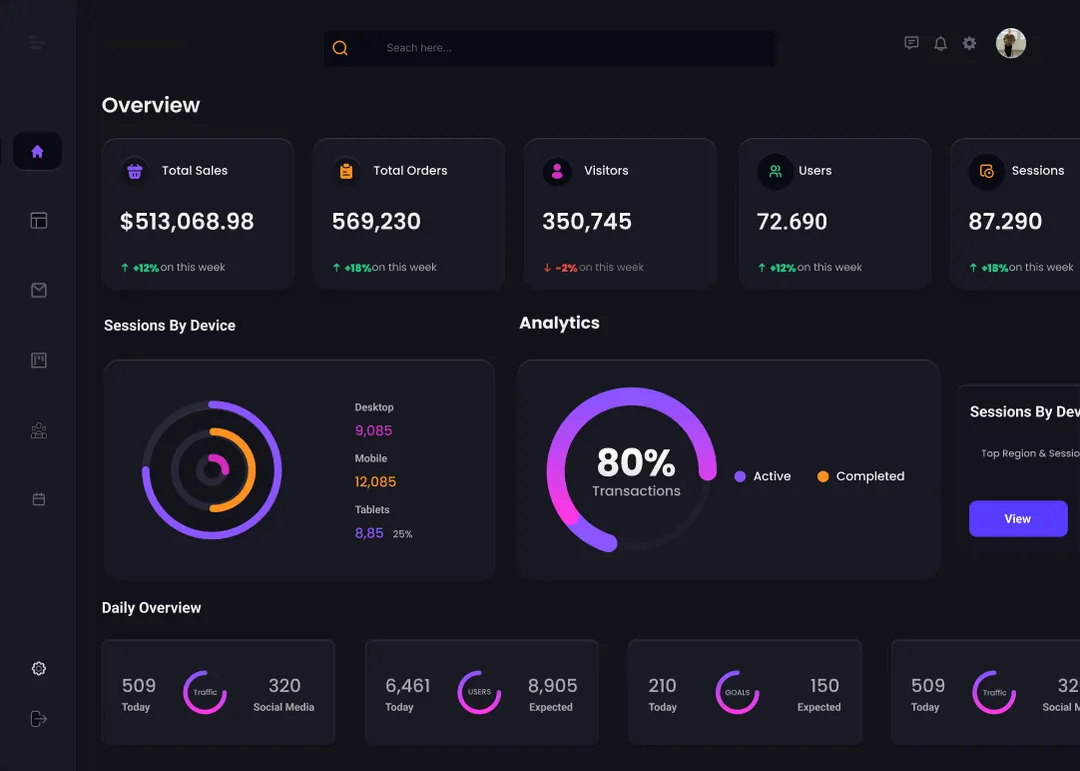 Seach here...
Overview
Total Sales
$513,068.98
+12% on this week
Total Orders
569,230
+18% on this week
Visitors
350,745
-2% on this week
Users
72.690
+12% on this week
Sessions
87.290
+18% on this week
Sessions By Device
Desktop
9,085
Mobile
12,085
Tablets
8,85 25%
Analytics
80%
Transactions
Active
Completed
Sessions By Dev
Top Region & Sessio
View
Daily Overview
509
Today
Traffic
320
Social Media
6,461
Today
USERS
8,905
Expected
210
Today
GOALS
150
Expected
509
Today
Traffic
32
Social M